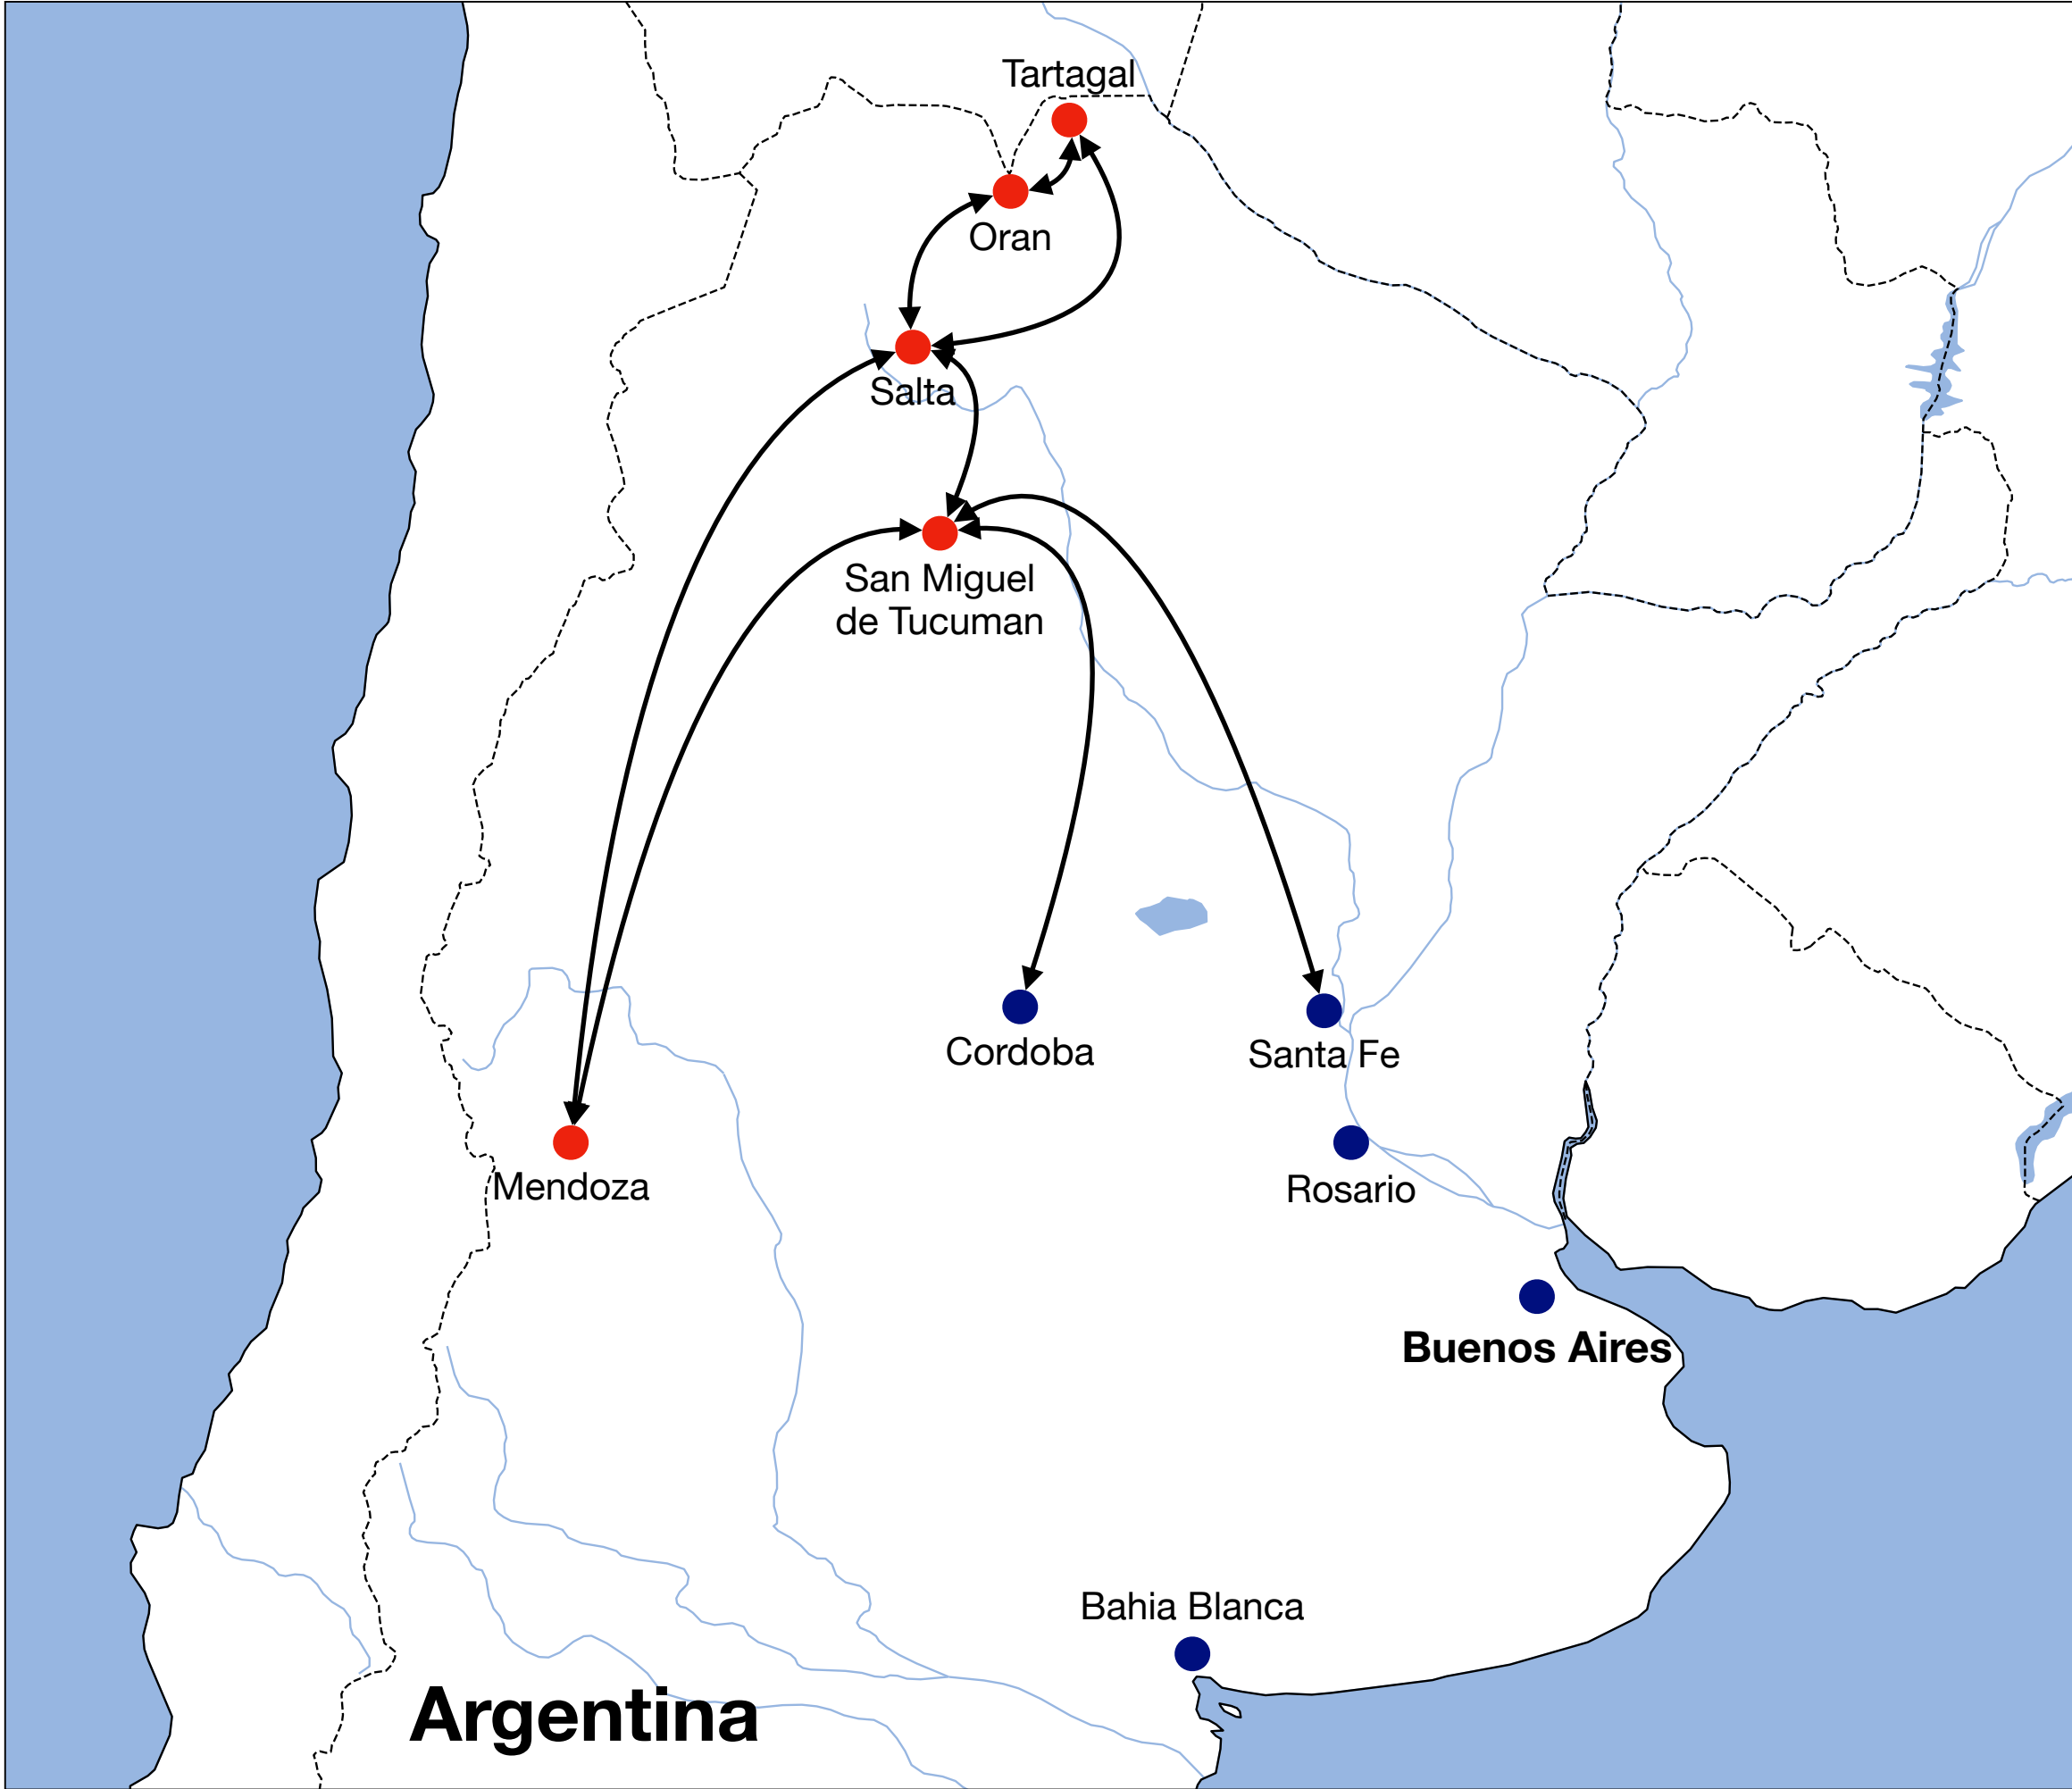 Tartagal
Oran
Salta
San Miguel
de Tucuman
Cordoba
Santa Fe
Mendoza
Rosario
Buenos Aires
Bahia Blanca
Argentina